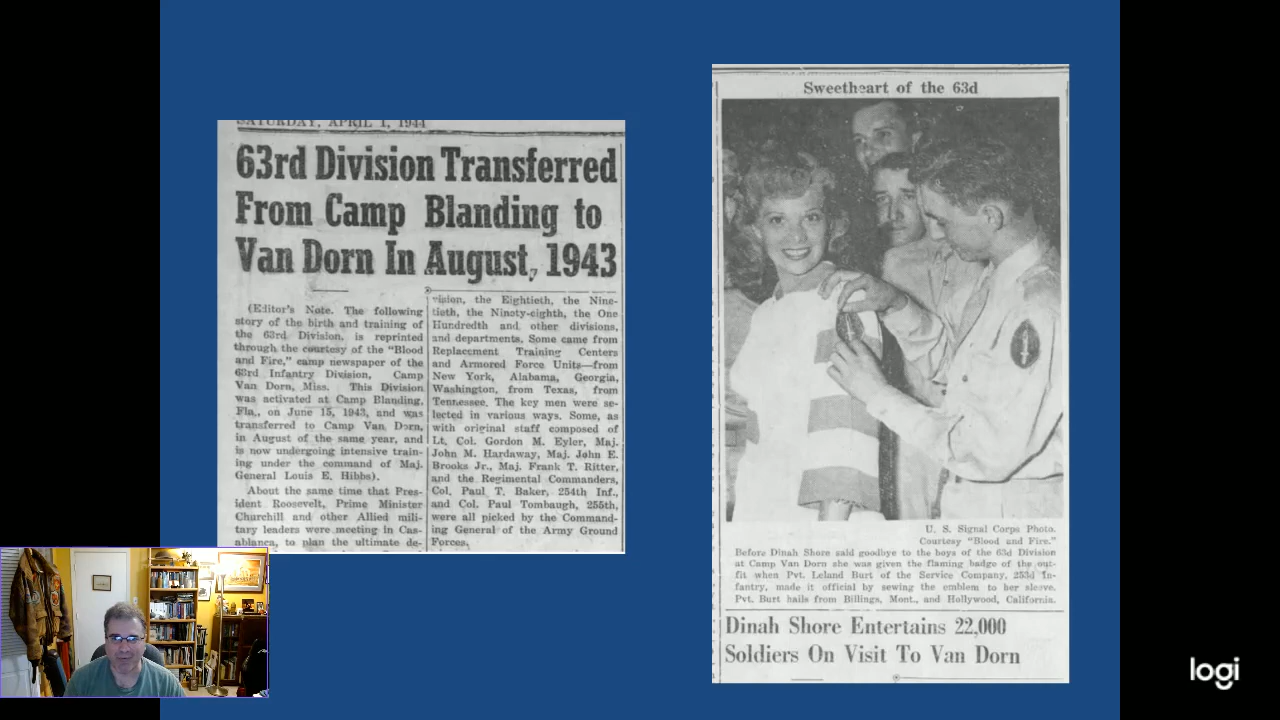 SATURDAY, APRIL 1, 1944
63rd Division Transferred
From Camp Blanding to
Van Dorn In August, 1943
(Editor's Note. The following
story of the birth and training of
the 63rd Division, is reprinted
through the courtesy of the "Blood
and Fire," camp newspaper of the
63rd Infantry Division, Camp
Van Dorn, Miss. This Division
was activated at Camp Blanding,
Fla., on June 15, 1943, and was
transferred to Camp Van Dorn,
in August of the same year, and
is now undergoing intensive train-
ing under the command of Maj.
General Louis E. Hibbs).
About the same time that Pres-
ident Roosevelt, Prime Minister
Churchill and other Allied mili-
tary leaders were meeting in Cas-
ablanca, to plan the ultimate de-
vision, the Eightieth, the Nine-
tieth, the Ninety-eighth, the One
Hundredth and other divisions,
and departments. Some came from
Replacement Training Centers
and Armored Force Units—from
New York, Alabama, Georgia,
Washington, from Texas, from
Tennessee. The key men were se-
lected in various ways. Some, as
with original staff composed of
Lt. Col. Gordon M. Eyler, Maj.
John M. Hardaway, Maj. John E.
Brooks Jr., Maj. Frank T. Ritter,
and the Regimental Commanders,
Col. Paul T. Baker, 254th Inf.,
and Col. Paul Tombaugh, 255th,
were all picked by the Command-
ing General of the Army Ground
Forces.
Sweetheart of the 63d
U. S. Signal Corps Photo.
Courtesy "Blood and Fire."
Before Dinah Shore said goodbye to the boys of the 63d Division
at Camp Van Dorn she was given the flaming badge of the out-
fit when Pvt. Leland Burt of the Service Company, 253d In-
fantry, made it official by sewing the emblem to her sleeve.
Pvt. Burt hails from Billings, Mont., and Hollywood, California.
Dinah Shore Entertains 22,000
Soldiers On Visit To Van Dorn
logi